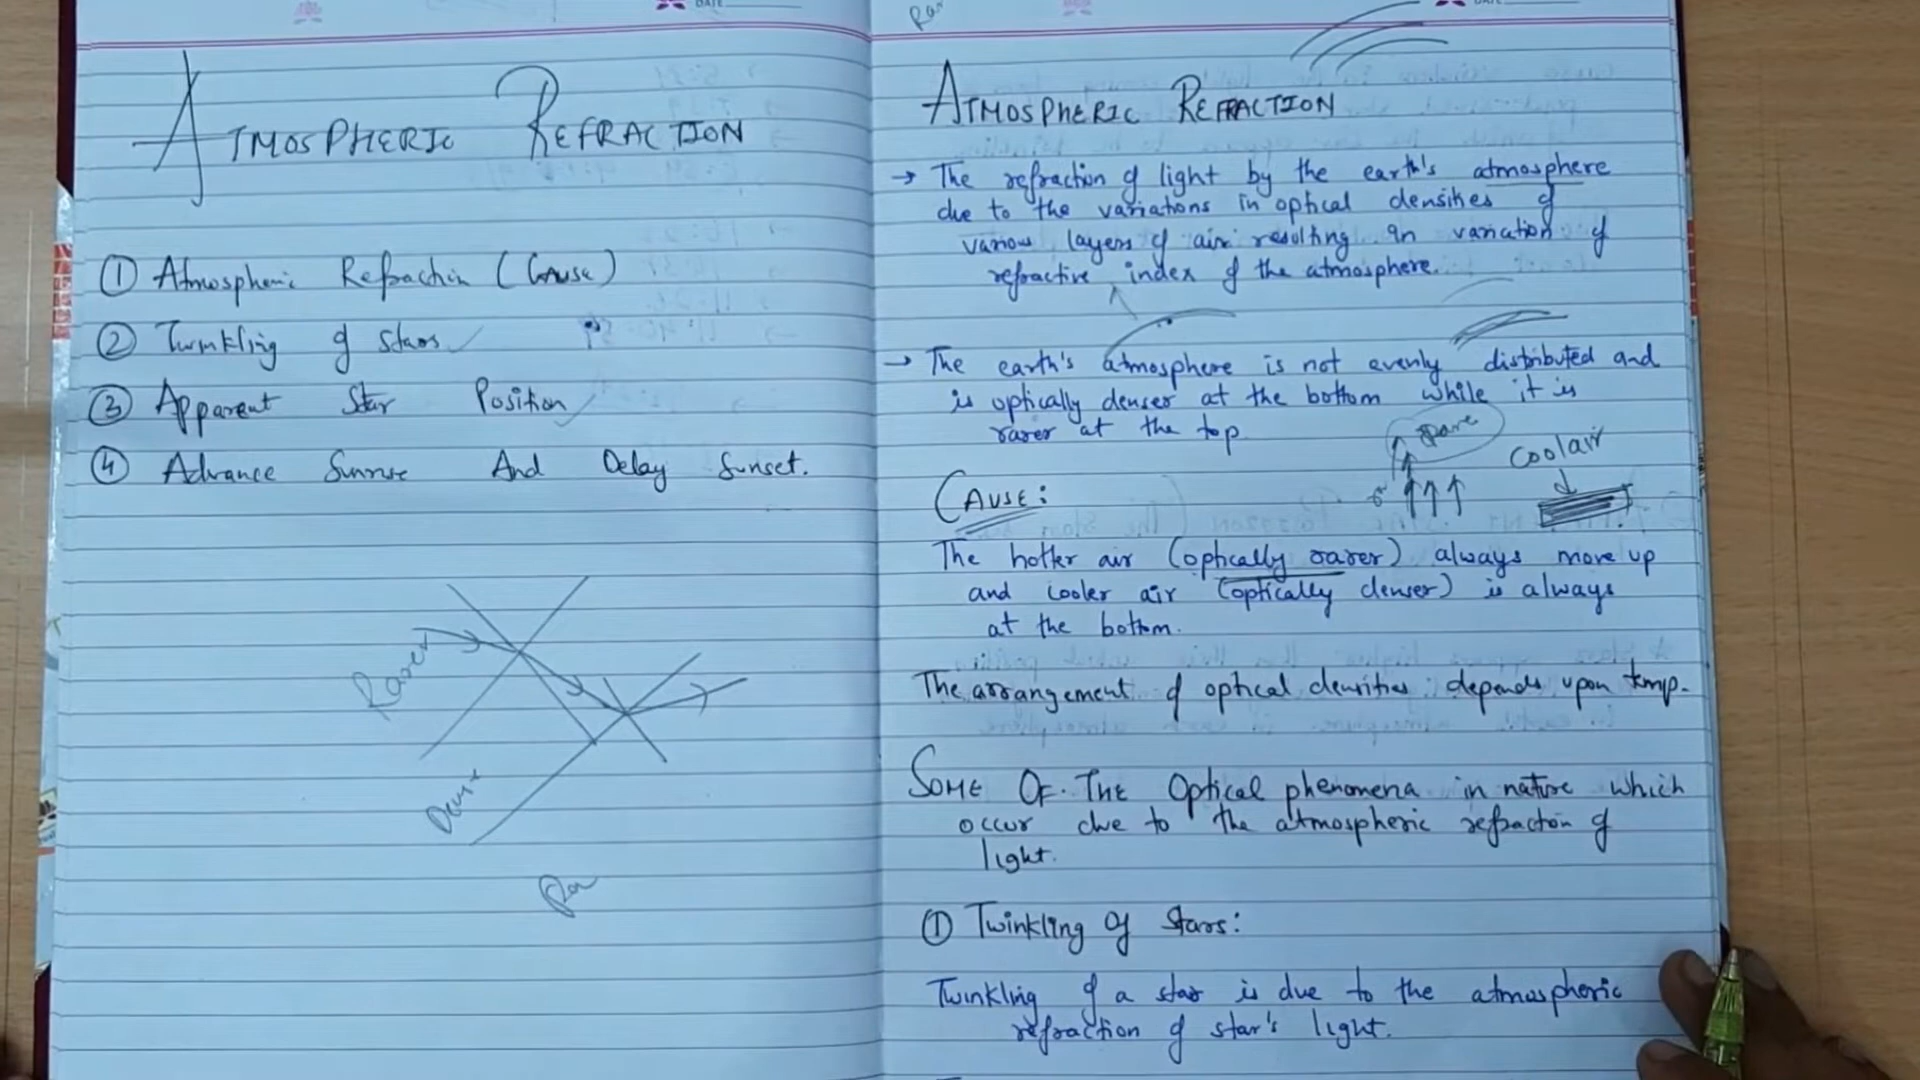 ATMOSPHERIC REFRACTION
① Atmospheric Refraction (Cause)
② Twinkling of stars
③ Apparent Star Position
④ Advance Sunrise And Delay Sunset.
Rarer
Denser
Rar
DATE
Rar
DATE
ATMOSPHERIC REFRACTION
→ The refraction of light by the earth's atmosphere
due to the variations in optical densities of
various layers of air resulting in variation of
refractive index of the atmosphere.
→ The earth's atmosphere is not evenly distributed and
is optically denser at the bottom while it is
rarer at the top
rare
cool air
CAUSE:
The hotter air (optically rarer) always move up
and cooler air (optically denser) is always
at the bottom.
The arrangement of optical densities depends upon temp.
SOME OF THE Optical phenomena in nature which
occur due to the atmospheric refraction of
light.
① Twinkling Of Stars:
Twinkling of a star is due to the atmospheric
refraction of star's light.